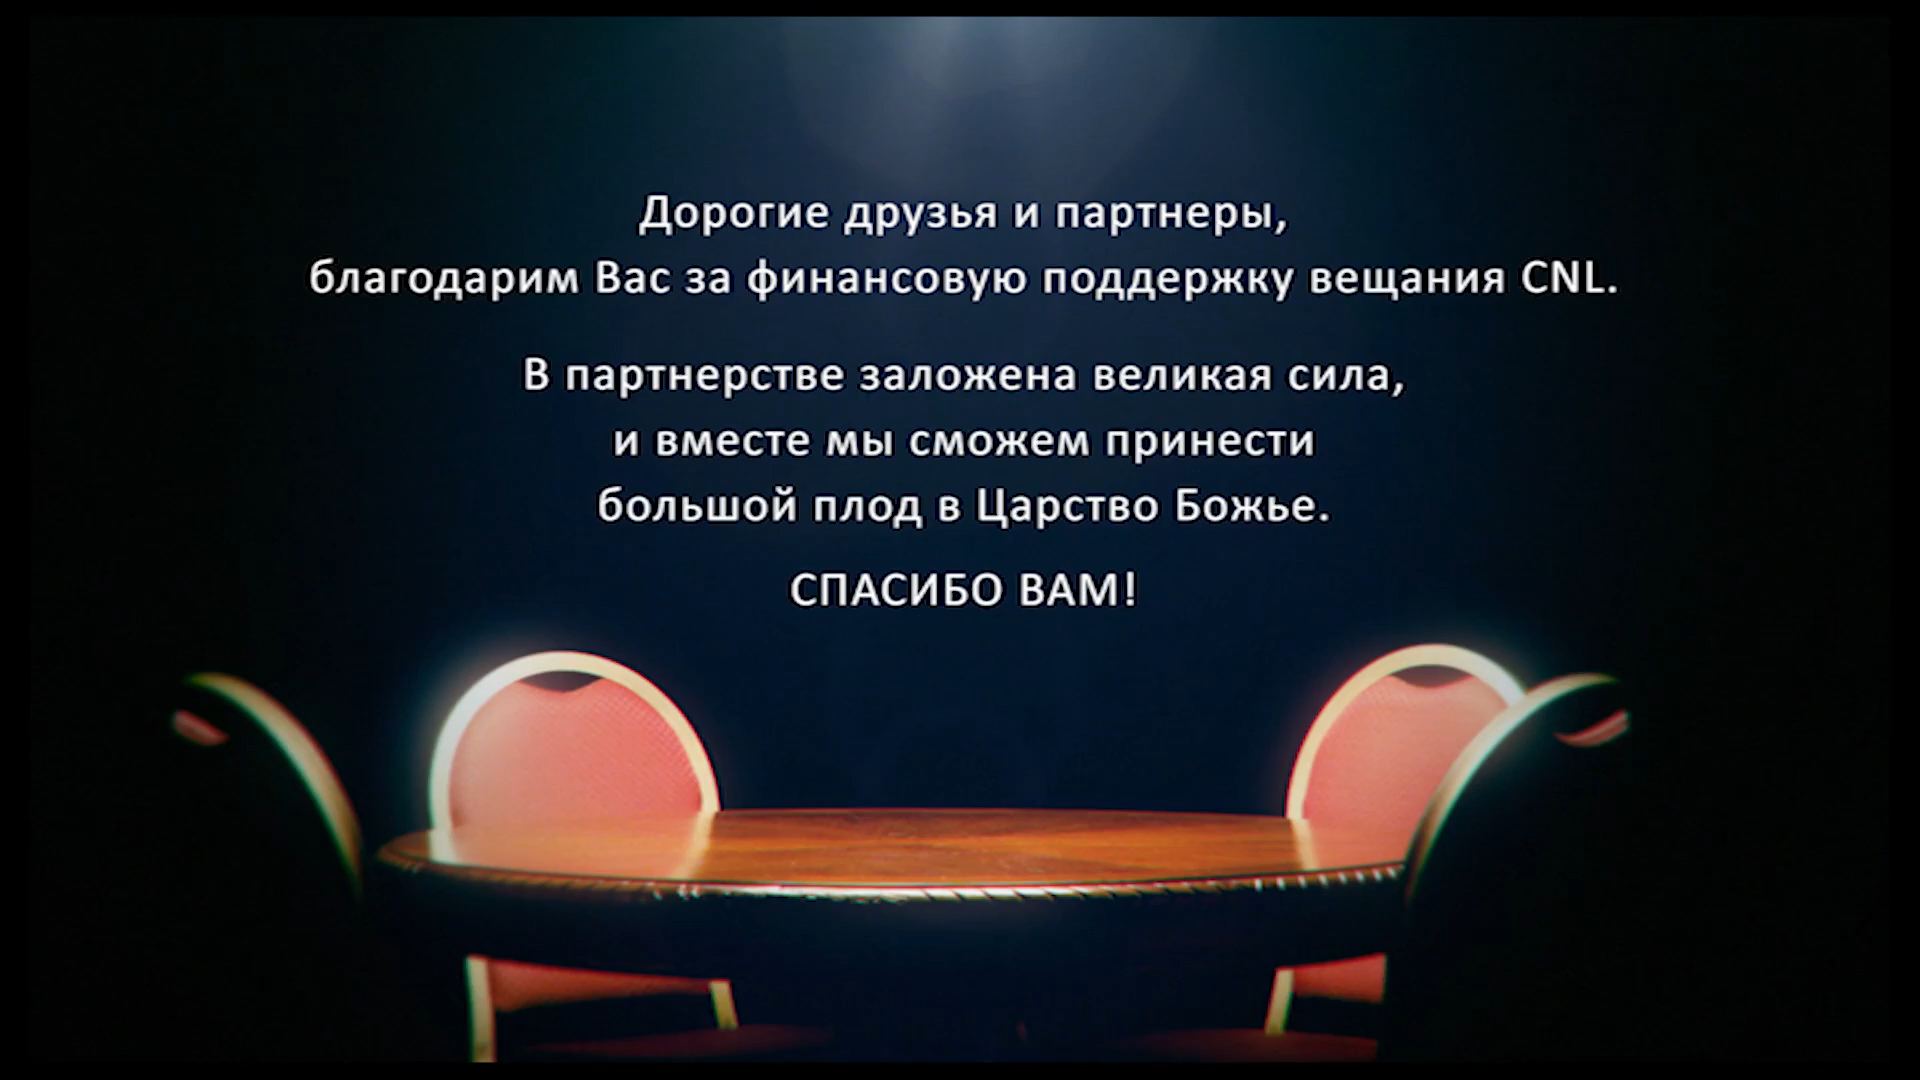 Дорогие друзья и партнеры,
благодарим Вас за финансовую поддержку вещания CNL.
В партнерстве заложена великая сила,
и вместе мы сможем принести
большой плод в Царство Божье.
СПАСИБО ВАМ!